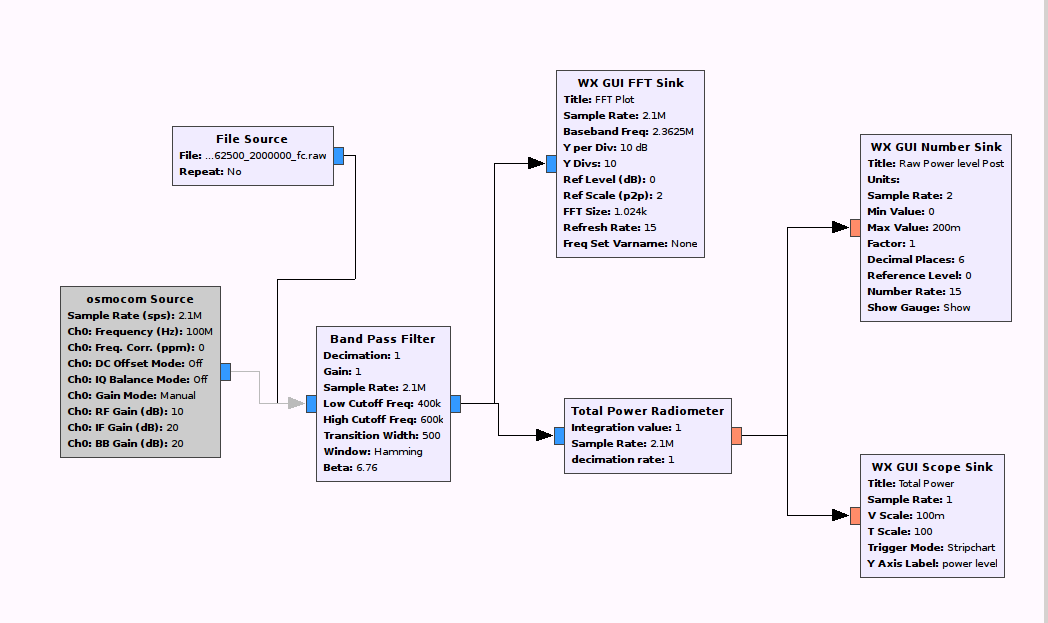 File Source
File: ...62500_2000000_fc.raw
Repeat: No
osmocom Source
Sample Rate (sps): 2.1M
Ch0: Frequency (Hz): 100M
Ch0: Freq. Corr. (ppm): 0
Ch0: DC Offset Mode: Off
Ch0: IQ Balance Mode: Off
Ch0: Gain Mode: Manual
Ch0: RF Gain (dB): 10
Ch0: IF Gain (dB): 20
Ch0: BB Gain (dB): 20
Band Pass Filter
Decimation: 1
Gain: 1
Sample Rate: 2.1M
Low Cutoff Freq: 400k
High Cutoff Freq: 600k
Transition Width: 500
Window: Hamming
Beta: 6.76
WX GUI FFT Sink
Title: FFT Plot
Sample Rate: 2.1M
Baseband Freq: 2.3625M
Y per Div: 10 dB
Y Divs: 10
Ref Level (dB): 0
Ref Scale (p2p): 2
FFT Size: 1.024k
Refresh Rate: 15
Freq Set Varname: None
Total Power Radiometer
Integration value: 1
Sample Rate: 2.1M
decimation rate: 1
WX GUI Number Sink
Title: Raw Power level Post
Units:
Sample Rate: 2
Min Value: 0
Max Value: 200m
Factor: 1
Decimal Places: 6
Reference Level: 0
Number Rate: 15
Show Gauge: Show
WX GUI Scope Sink
Title: Total Power
Sample Rate: 1
V Scale: 100m
T Scale: 100
Trigger Mode: Stripchart
Y Axis Label: power level